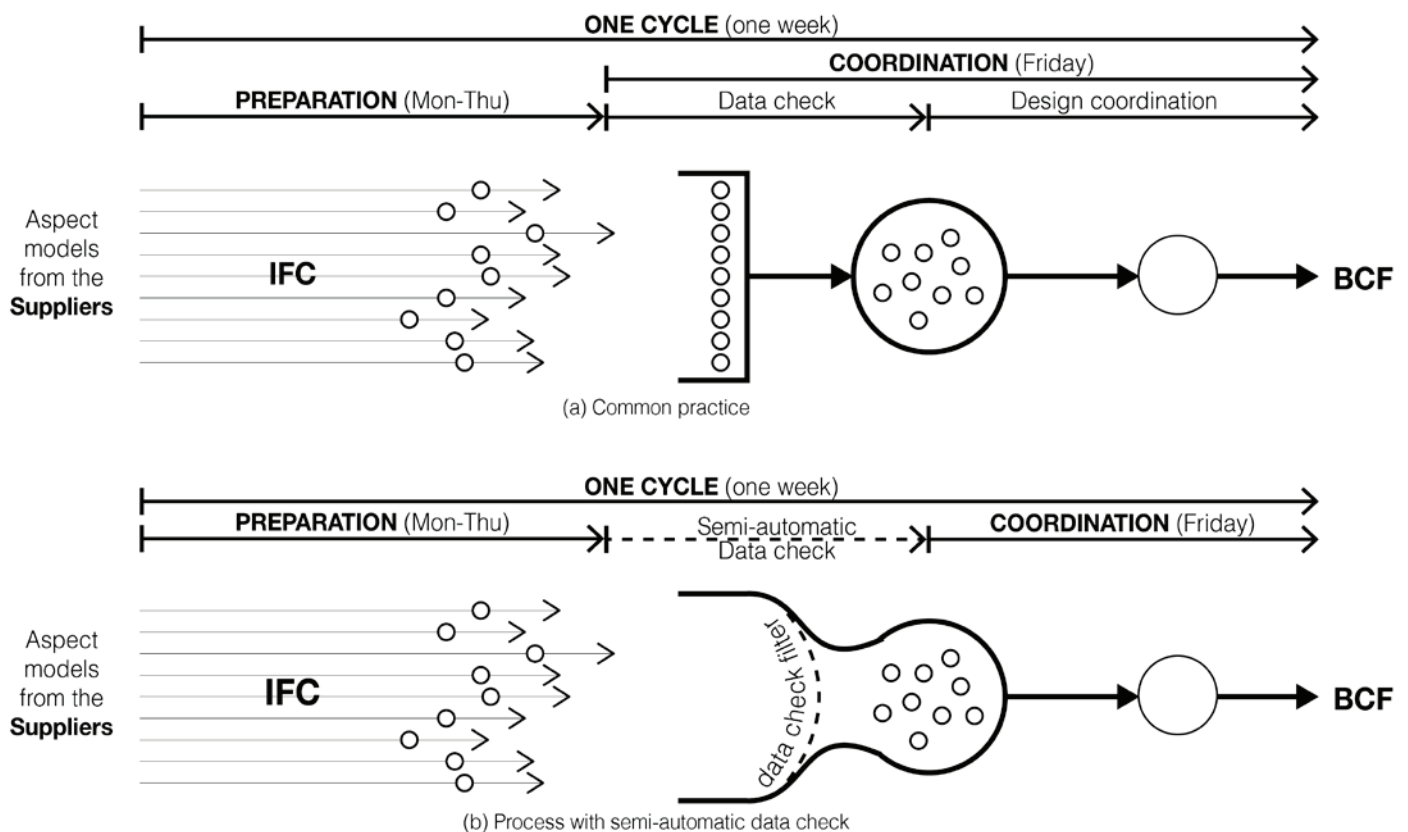 ONE CYCLE (one week)
COORDINATION (Friday)
PREPARATION (Mon-Thu)
Data check
Design coordination
Aspect
models
from the
Suppliers
IFC
BCF
(a) Common practice
ONE CYCLE (one week)
PREPARATION (Mon-Thu)
Semi-automatic
Data check
COORDINATION (Friday)
Aspect
models
from the
Suppliers
IFC
data check filter
BCF
(b) Process with semi-automatic data check